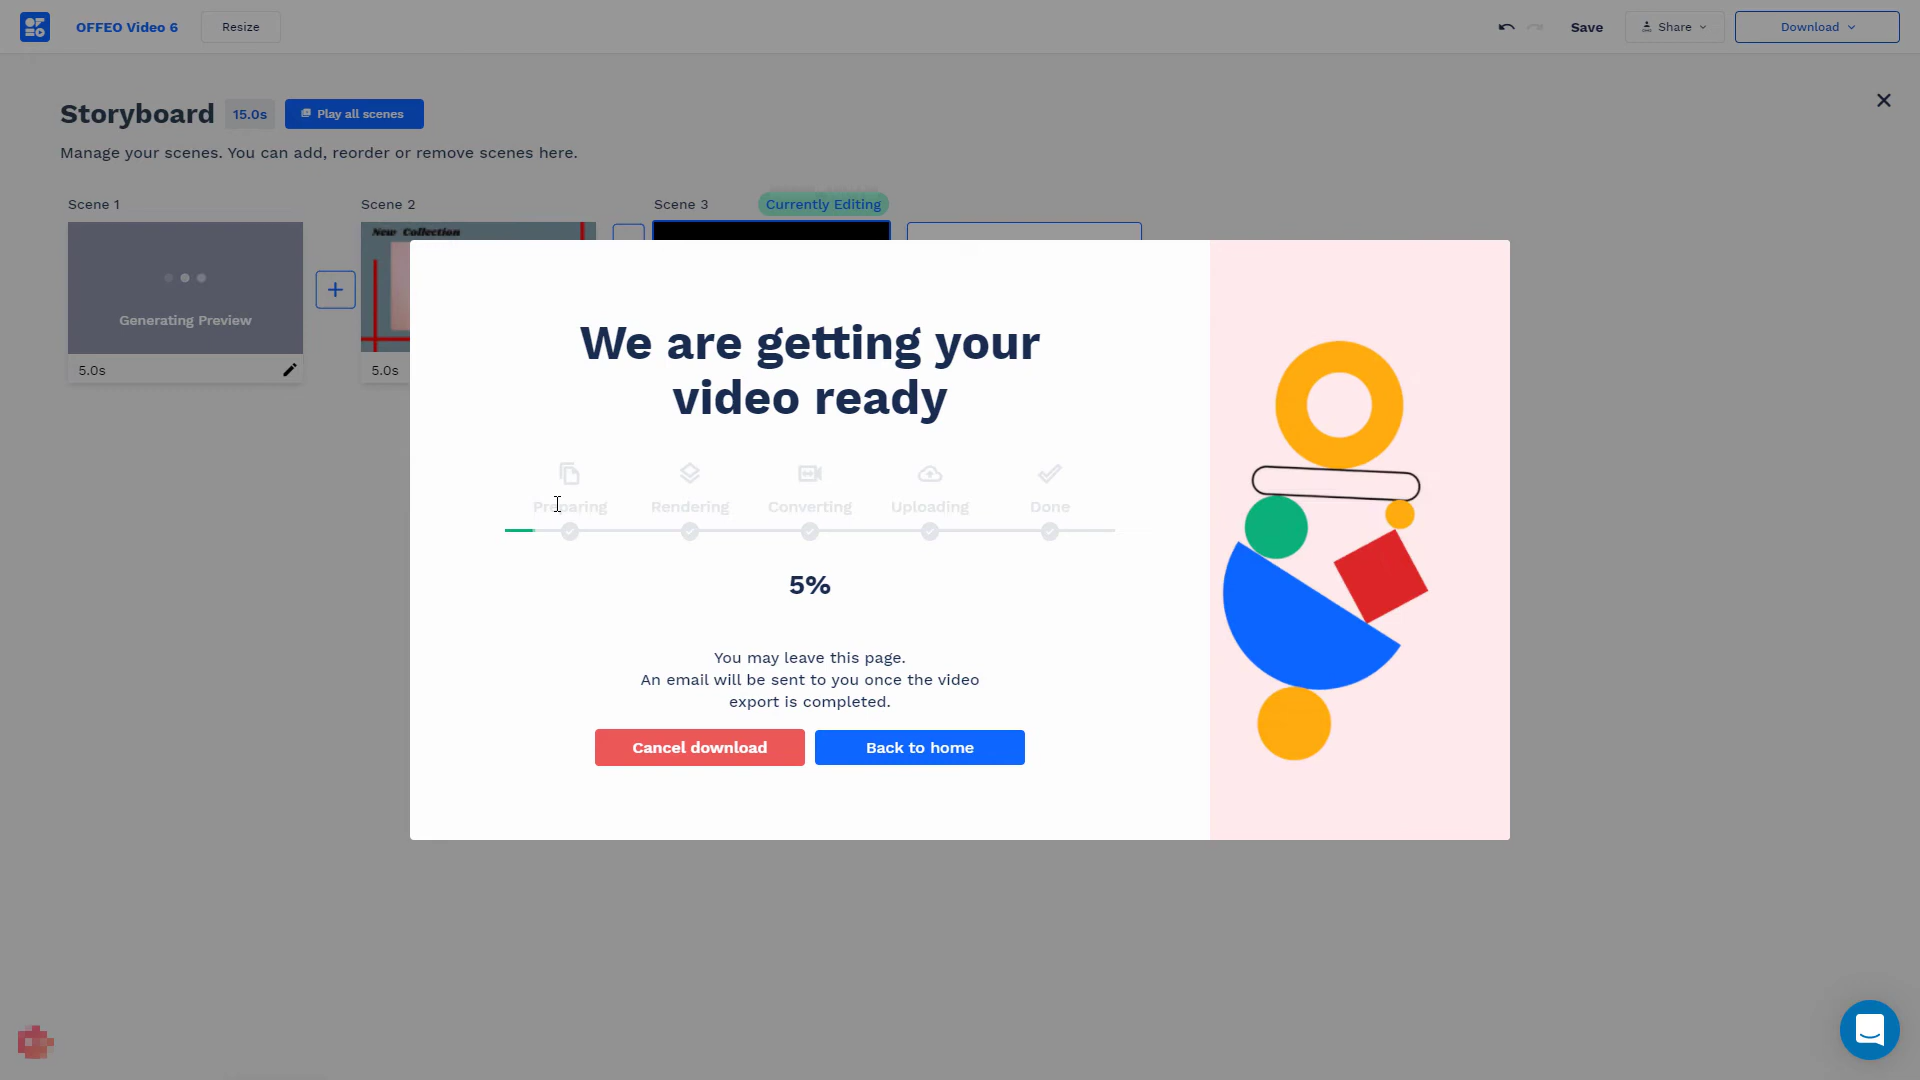 OFFEO Video 6
Resize
Save
Share
Download
Storyboard
15.0s
Play all scenes
Manage your scenes. You can add, reorder or remove scenes here.
Scene 1
Scene 2
Scene 3
Currently Editing
New Collection
Generating Preview
5.0s
5.0s
We are getting your
video ready
Preparing
Rendering
Converting
Uploading
Done
5%
You may leave this page.
An email will be sent to you once the video
export is completed.
Cancel download
Back to home